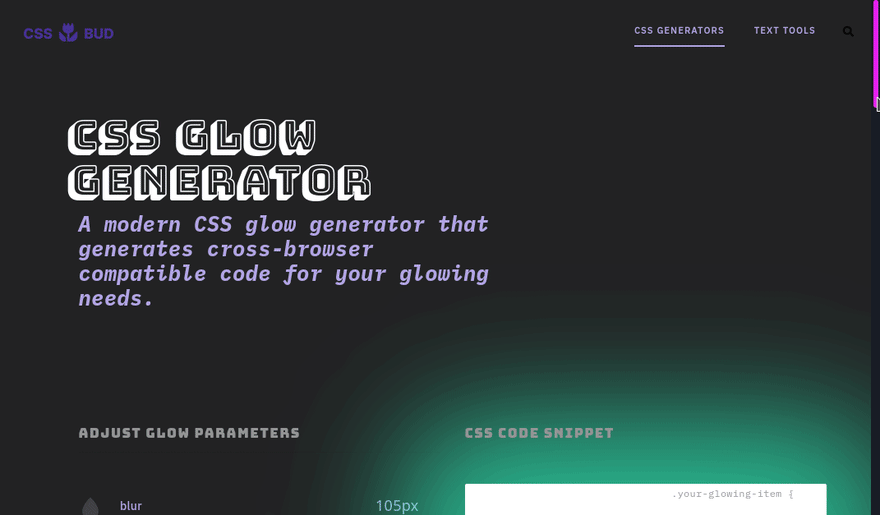 CSS BUD
CSS GENERATORS
TEXT TOOLS
CSS GLOW
GENERATOR
A modern CSS glow generator that
generates cross-browser
compatible code for your glowing
needs.
ADJUST GLOW PARAMETERS
CSS CODE SNIPPET
blur
105px
.your-glowing-item {